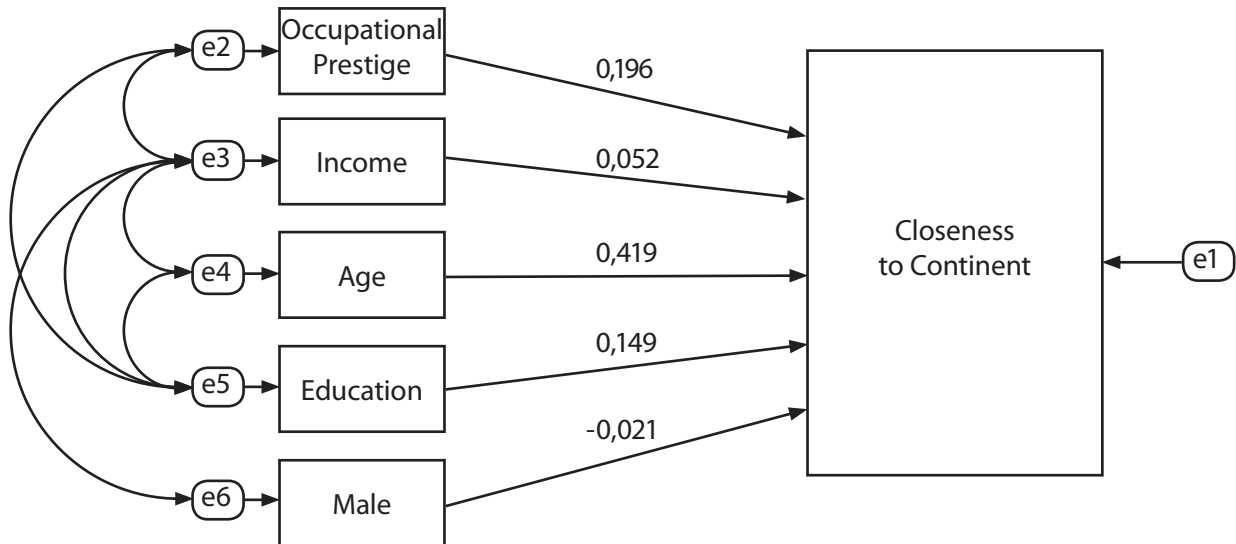 e2
Occupational
Prestige
0,196
e3
Income
0,052
e4
Age
0,419
e5
Education
0,149
e6
Male
-0,021
Closeness
to Continent
e1